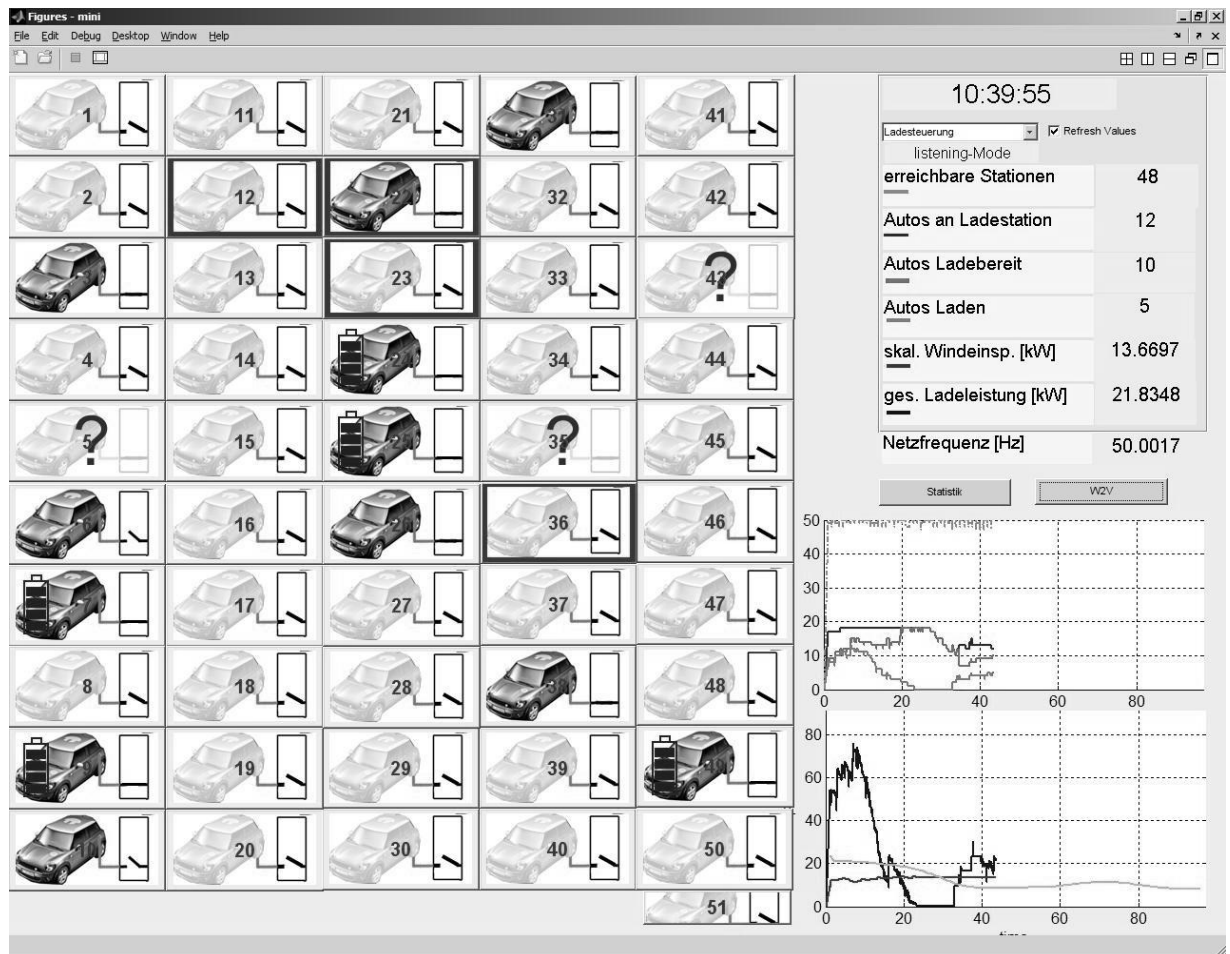 Figures - mini
File Edit Debug Desktop Window Help
1 11 21 41
2 12 32 42
13 23 33 43
4 14 34 44
5 15 35 45
16 36 46
17 27 37 47
8 18 28 48
19 29 39
20 30 40 50
51
10:39:55
Ladesteuerung Refresh Values
listening-Mode
erreichbare Stationen 48
Autos an Ladestation 12
Autos Ladebereit 10
Autos Laden 5
skal. Windeinsp. [kW] 13.6697
ges. Ladeleistung [kW] 21.8348
Netzfrequenz [Hz] 50.0017
Statistik W2V
50
40
30
20
10
0
0 20 40 60 80
80
60
40
20
0
0 20 40 60 80
time